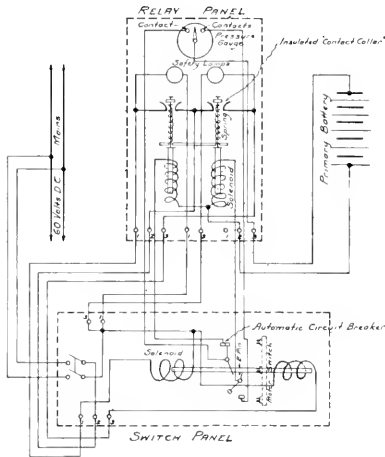 RELAY PANEL
Contact
Contacts
Pressure
Gauge
Insulated "Contact Collar"
Safety Lamps
Spring
Solenoid
Mains
60 Volts D.C.
Primary Battery
Automatic Circuit Breaker
Solenoid
Switch
SWITCH PANEL